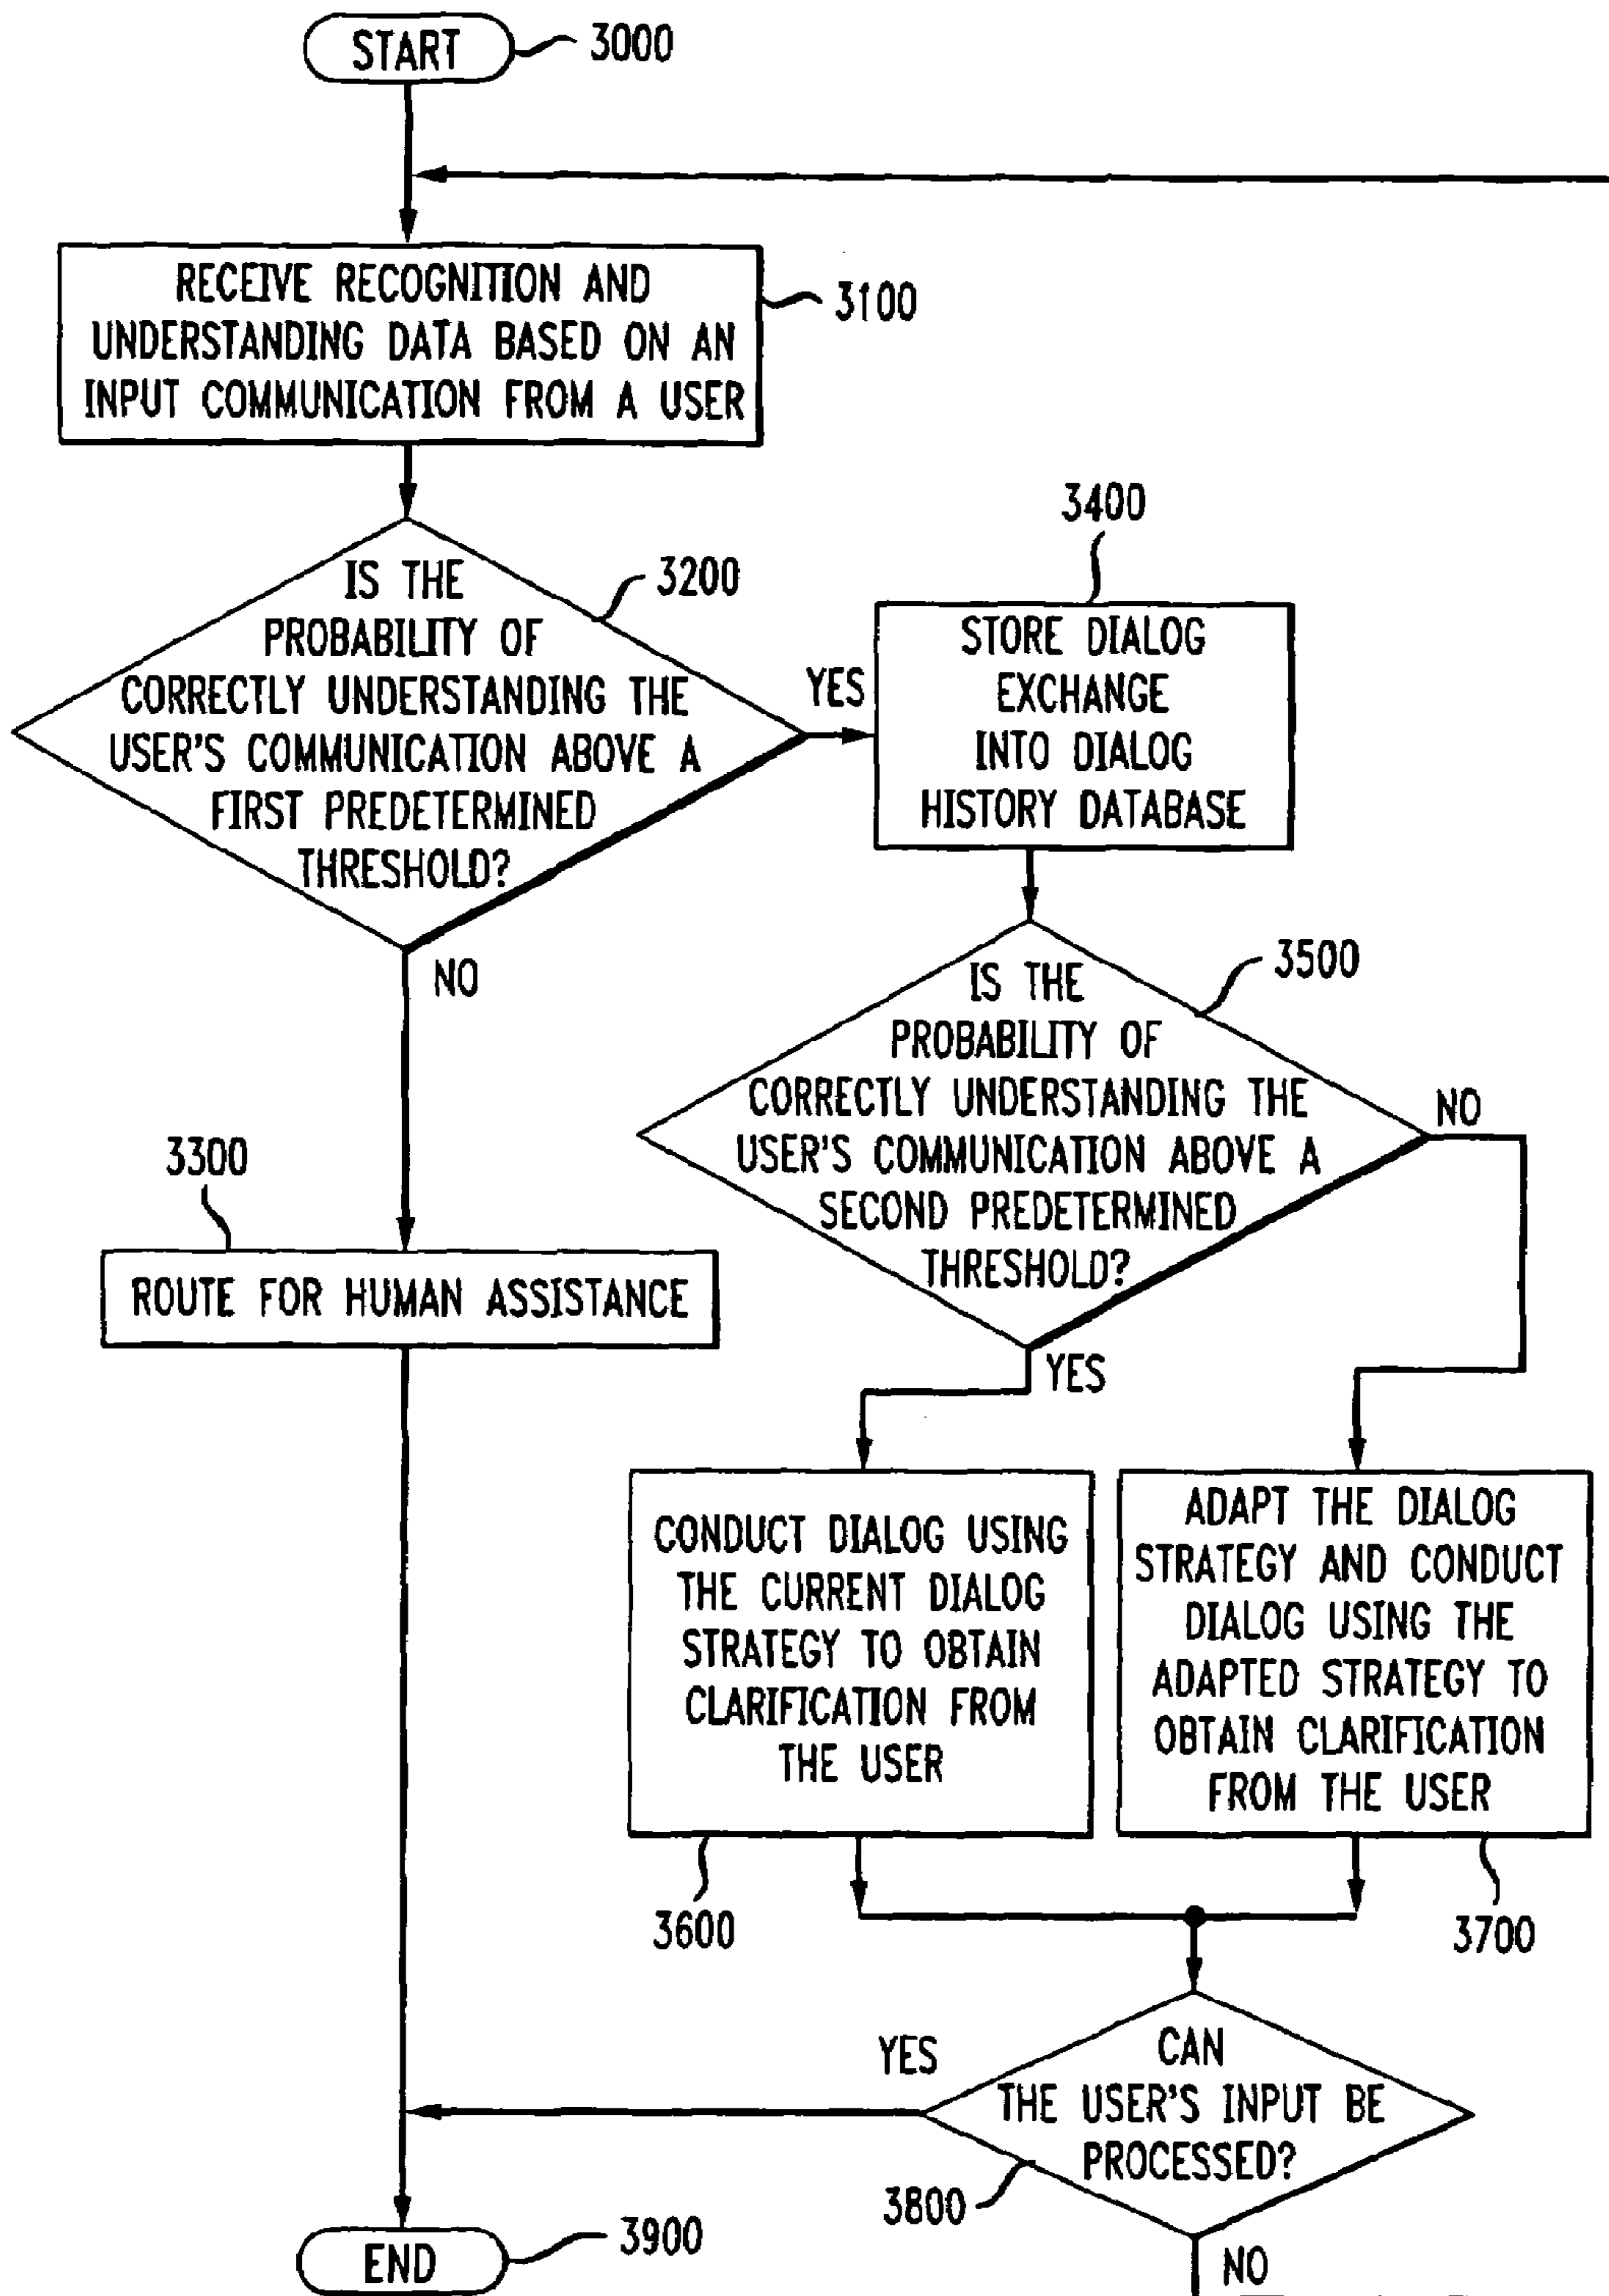 START
3000
RECEIVE RECOGNITION AND
UNDERSTANDING DATA BASED ON AN
INPUT COMMUNICATION FROM A USER
3100
IS THE
PROBABILITY OF
CORRECTLY UNDERSTANDING THE
USER'S COMMUNICATION ABOVE A
FIRST PREDETERMINED
THRESHOLD?
3200
YES
NO
3400
STORE DIALOG
EXCHANGE
INTO DIALOG
HISTORY DATABASE
IS THE
PROBABILITY OF
CORRECTLY UNDERSTANDING THE
USER'S COMMUNICATION ABOVE A
SECOND PREDETERMINED
THRESHOLD?
3500
NO
YES
3300
ROUTE FOR HUMAN ASSISTANCE
CONDUCT DIALOG USING
THE CURRENT DIALOG
STRATEGY TO OBTAIN
CLARIFICATION FROM
THE USER
3600
ADAPT THE DIALOG
STRATEGY AND CONDUCT
DIALOG USING THE
ADAPTED STRATEGY TO
OBTAIN CLARIFICATION
FROM THE USER
3700
YES
CAN
THE USER'S INPUT BE
PROCESSED?
3800
NO
END
3900